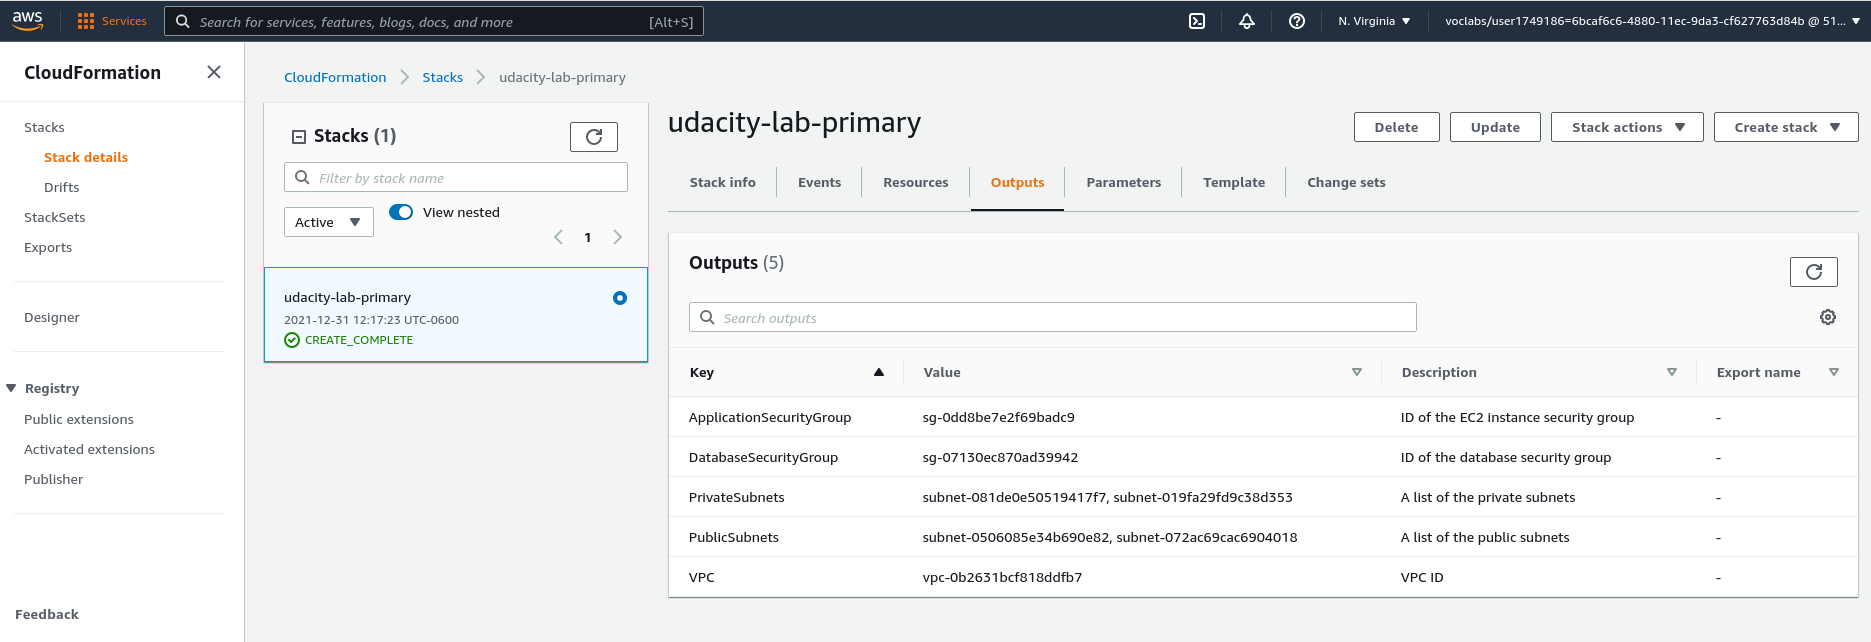 aws
Services
Search for services, features, blogs, docs, and more [Alt+S]
N. Virginia
voclabs/user1749186=6bcaf6c6-4880-11ec-9da3-cf627763d84b @ 51...
CloudFormation
Stacks
Stack details
Drifts
StackSets
Exports
Designer
Registry
Public extensions
Activated extensions
Publisher
Feedback
CloudFormation Stacks udacity-lab-primary
Stacks (1)
Filter by stack name
Active
View nested
1
udacity-lab-primary
2021-12-31 12:17:23 UTC-0600
CREATE_COMPLETE
udacity-lab-primary
Delete Update Stack actions Create stack
Stack info Events Resources Outputs Parameters Template Change sets
Outputs (5)
Search outputs
Key Value Description Export name
ApplicationSecurityGroup sg-0dd8be7e2f69badc9 ID of the EC2 instance security group -
DatabaseSecurityGroup sg-07130ec870ad39942 ID of the database security group -
PrivateSubnets subnet-081de0e50519417f7, subnet-019fa29fd9c38d353 A list of the private subnets -
PublicSubnets subnet-0506085e34b690e82, subnet-072ac69cac6904018 A list of the public subnets -
VPC vpc-0b2631bcf818ddfb7 VPC ID -